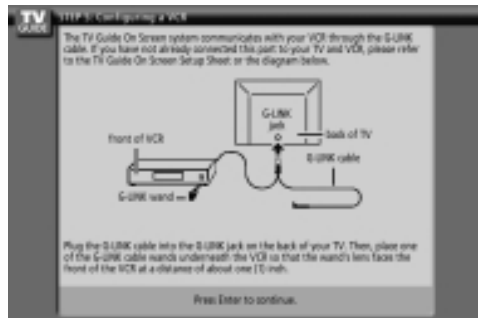 TV
GUIDE
STEP 3: Configuring a VCR
The TV Guide On Screen system communicates with your VCR through the G-LINK
cable. If you have not already connected this part to your TV and VCR, please refer
to the TV Guide On Screen Setup Sheet or the diagram below.
G-LINK
jack
front of VCR
back of TV
G-LINK cable
G-LINK wand
Plug the G-LINK cable into the G-LINK jack on the back of your TV. Then, place one
of the G-LINK cable wands underneath the VCR so that the wand's lens faces the
front of the VCR at a distance of about one (1) inch.
Press Enter to continue.